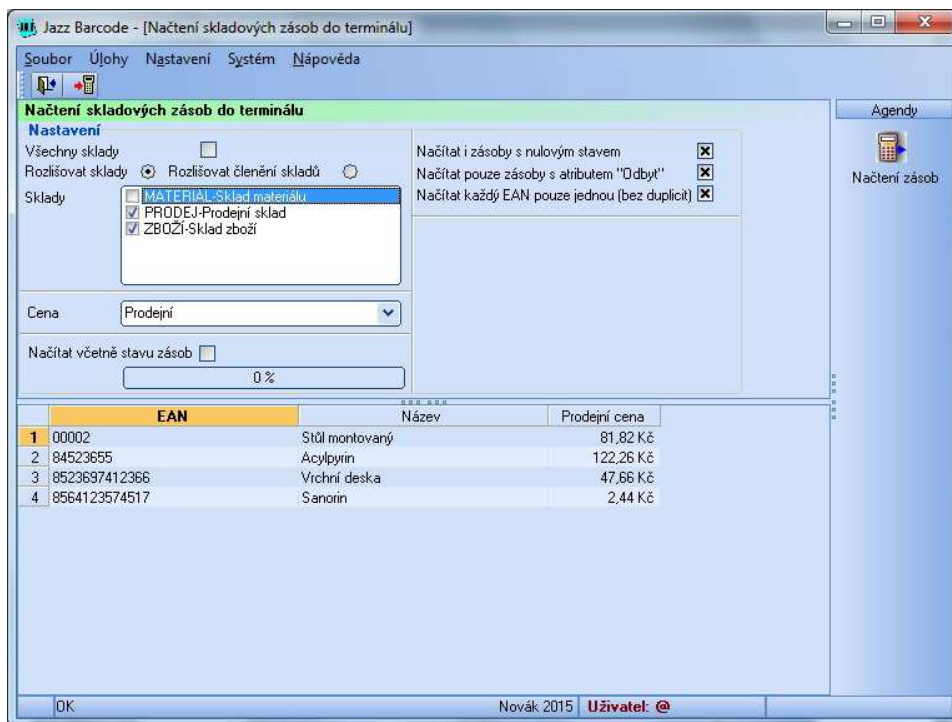 Jazz Barcode - [Načtení skladových zásob do terminálu]
Soubor Úlohy Nastavení Systém Nápověda
Načtení skladových zásob do terminálu
Agendy
Nastavení
Všechny sklady
Rozlišovat sklady Rozlišovat členění skladů
Sklady
MATERIÁL-Sklad materiálu
PRODEJ-Prodejní sklad
ZBOŽÍ-Sklad zboží
Načítat i zásoby s nulovým stavem
Načítat pouze zásoby s atributem "Odbyt"
Načítat každý EAN pouze jednou (bez duplicit)
Načtení zásob
Cena Prodejní
Načítat včetně stavu zásob
0 %
EAN Název Prodejní cena
1 00002 Stůl montovaný 81,82 Kč
2 84523655 Acylpyrin 122,26 Kč
3 8523697412366 Vrchní deska 47,66 Kč
4 8564123574517 Sanorin 2,44 Kč
OK Novák 2015 Uživatel: @